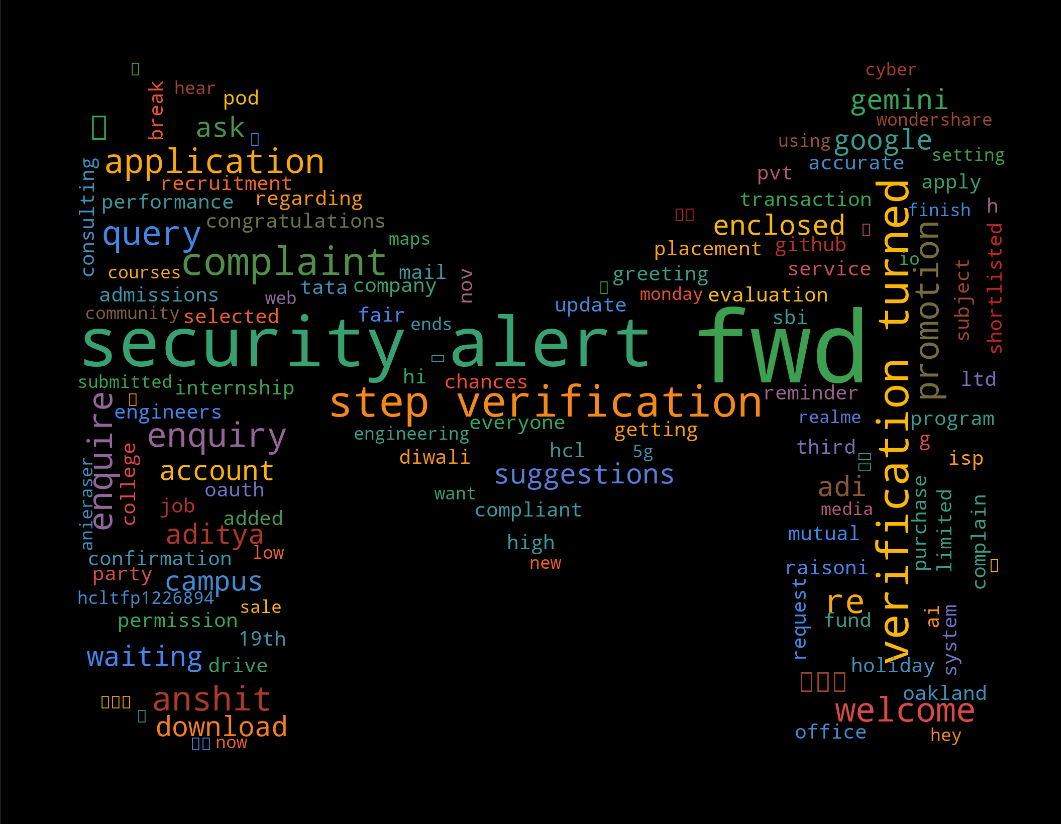 cyber
hear
pod
break
gemini
wondershare
ask
using
google
setting
application
accurate
consulting
recruitment
pvt
apply
performance
regarding
transaction
finish
h
congratulations
enclosed
query
maps
placement
github
io
promotion
shortlisted
complaint
courses
mail
nov
greeting
service
subject
admissions
web
tata
company
update
monday
evaluation
community
selected
fair
ends
sbi
security alert
fwd
verification turned
submitted
internship
hi
chances
step verification
reminder
ltd
enquire
engineers
everyone
realme
program
enquiry
engineering
getting
third
g
college
account
diwali
hcl
5g
isp
anieraser
oauth
suggestions
adi
job
want
media
purchase
limited
complain
added
compliant
aditya
mutual
confirmation
low
high
party
campus
new
raisoni
hcltfp1226894
sale
request
re
ai
system
permission
fund
19th
waiting
drive
holiday
anshit
oakland
download
welcome
now
office
hey